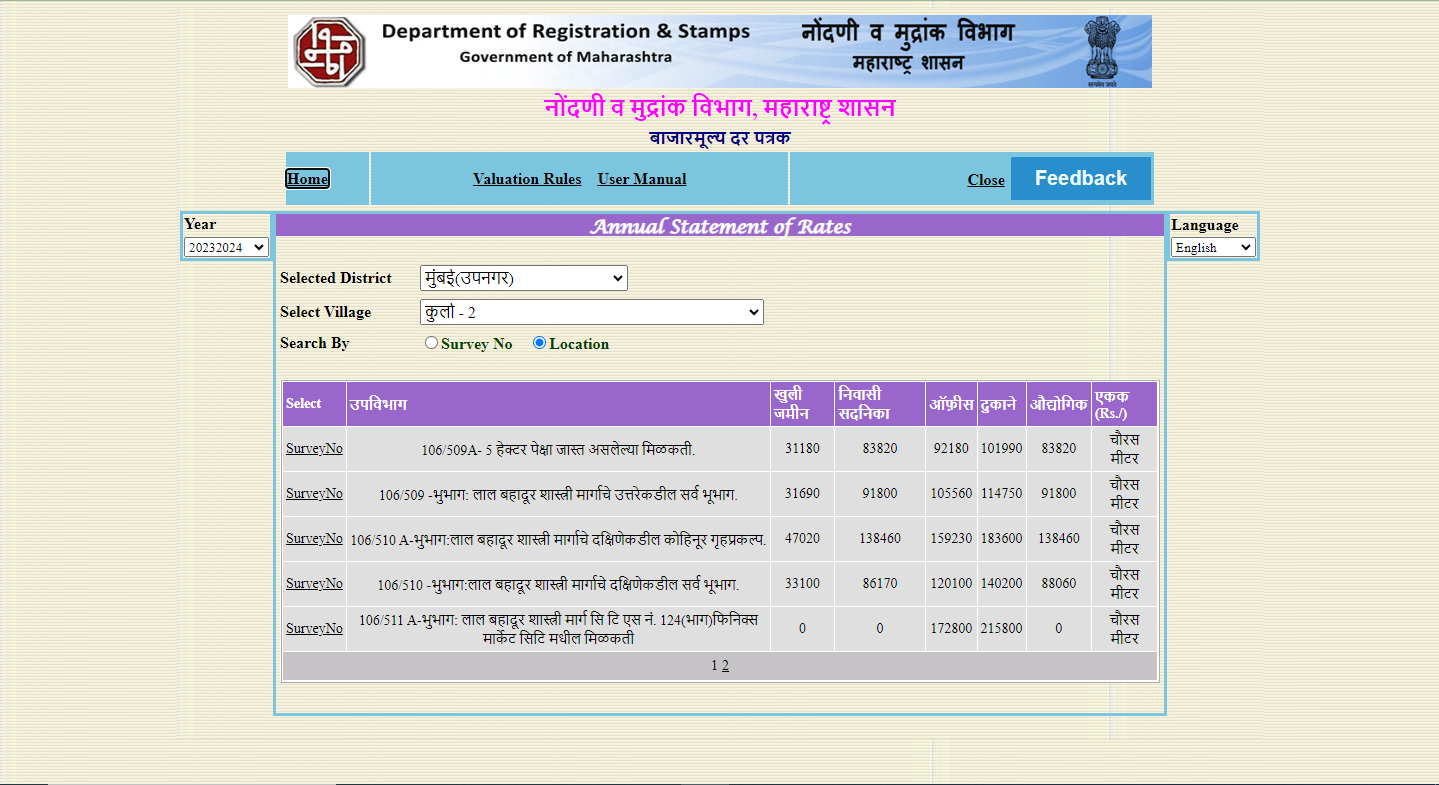 Department of Registration & Stamps
Government of Maharashtra
नोंदणी व मुद्रांक विभाग
महाराष्ट्र शासन
नोंदणी व मुद्रांक विभाग, महाराष्ट्र शासन
बाजारमूल्य दर पत्रक
Home Valuation Rules User Manual Close Feedback
Year
20232024
Annual Statement of Rates
Language
English
Selected District मुंबई(उपनगर)
Select Village कुर्ला - 2
Search By Survey No Location
Select उपविभाग खुली जमीन निवासी सदनिका ऑफ़ीस दुकाने औद्योगिक एकक (Rs./)
SurveyNo 106/509A- 5 हेक्टर पेक्षा जास्त असलेल्या मिळकती. 31180 83820 92180 101990 83820 चौरस मीटर
SurveyNo 106/509 -भुभाग: लाल बहादूर शास्त्री मार्गाचे उत्तरेकडील सर्व भूभाग. 31690 91800 105560 114750 91800 चौरस मीटर
SurveyNo 106/510 A-भुभाग:लाल बहादूर शास्त्री मार्गाचे दक्षिणेकडील कोहिनूर गृहप्रकल्प. 47020 138460 159230 183600 138460 चौरस मीटर
SurveyNo 106/510 -भुभाग:लाल बहादूर शास्त्री मार्गाचे दक्षिणेकडील सर्व भूभाग. 33100 86170 120100 140200 88060 चौरस मीटर
SurveyNo 106/511 A-भुभाग: लाल बहादूर शास्त्री मार्ग सि टि एस नं. 124(भाग)फिनिक्स मार्केट सिटि मधील मिळकती 0 0 172800 215800 0 चौरस मीटर
1 2